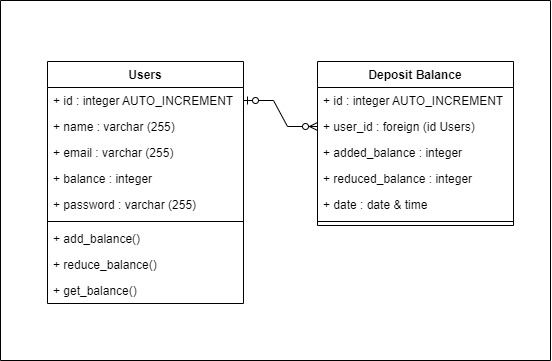 Users
+ id : integer AUTO_INCREMENT
+ name : varchar (255)
+ email : varchar (255)
+ balance : integer
+ password : varchar (255)
+ add_balance()
+ reduce_balance()
+ get_balance()
Deposit Balance
+ id : integer AUTO_INCREMENT
+ user_id : foreign (id Users)
+ added_balance : integer
+ reduced_balance : integer
+ date : date & time